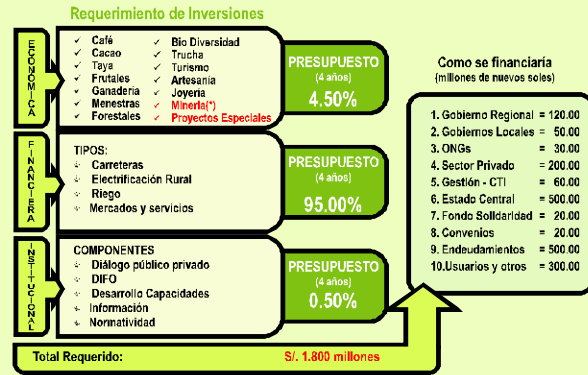 Requerimiento de Inversiones
ECONÓMICA
✓ Café
✓ Cacao
✓ Taya
✓ Frutales
✓ Ganadería
✓ Menestras
✓ Forestales
✓ Bio Diversidad
✓ Trucha
✓ Turismo
✓ Artesanía
✓ Joyería
✓ Minería(*)
✓ Proyectos Especiales
PRESUPUESTO
(4 años)
4.50%
FINANCIERA
TIPOS:
Carreteras
Electrificación Rural
Riego
Mercados y servicios
PRESUPUESTO
(4 años)
95.00%
INSTITUCIONAL
COMPONENTES
Diálogo público privado
DIFO
Desarrollo Capacidades
Información
Normatividad
PRESUPUESTO
(4 años)
0.50%
Como se financiaría
(millones de nuevos soles)
1. Gobierno Regional = 120.00
2. Gobiernos Locales = 50.00
3. ONGs = 30.00
4. Sector Privado = 200.00
5. Gestión - CTI = 60.00
6. Estado Central = 500.00
7. Fondo Solidaridad = 20.00
8. Convenios = 20.00
9. Endeudamientos = 500.00
10.Usuarios y otros = 300.00
Total Requerido: S/. 1.800 millones